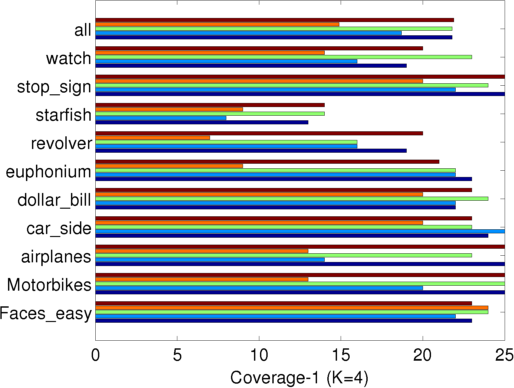 all
watch
stop_sign
starfish
revolver
euphonium
dollar_bill
car_side
airplanes
Motorbikes
Faces_easy
0 5 10 15 20 25
Coverage-1 (K=4)